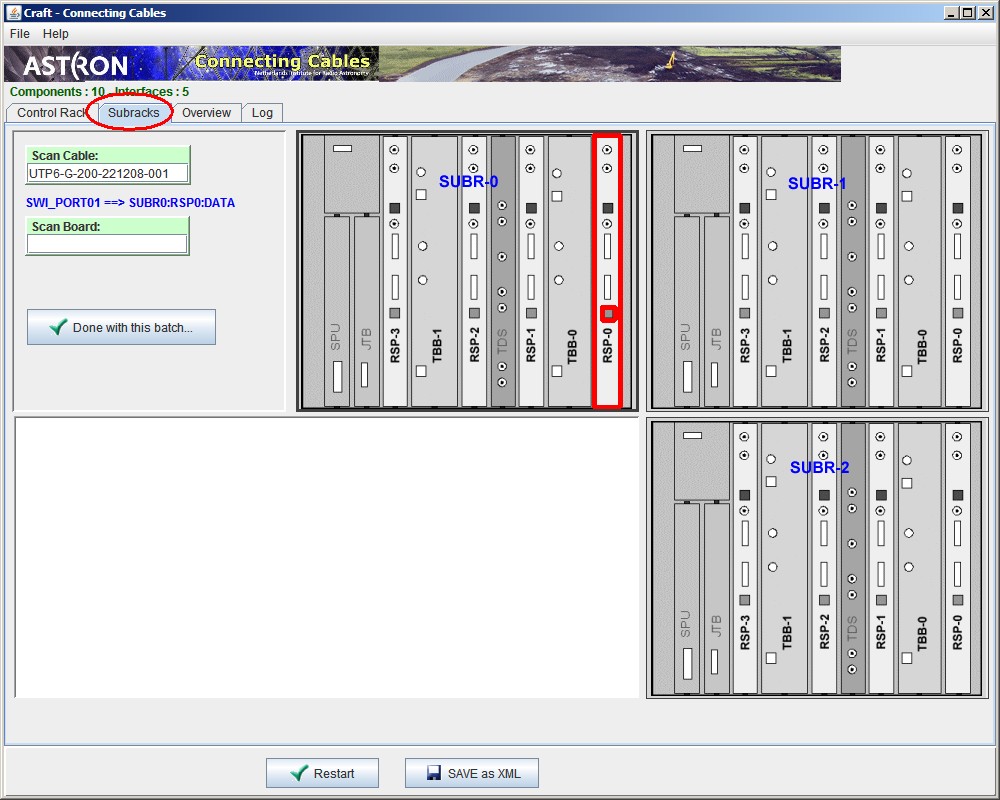 Craft - Connecting Cables
File Help
ASTRON
Connecting Cables
Netherlands Institute for Radio Astronomy
Components : 10 , Interfaces : 5
Control Rack Subracks Overview Log
Scan Cable:
UTP6-G-200-221208-001
SWI_PORT01 ==> SUBR0:RSP0:DATA
Scan Board:
Done with this batch...
SUBR-0
SPU JTB RSP-3 TBB-1 RSP-2 TDS RSP-1 TBB-0 RSP-0
SUBR-1
SPU JTB RSP-3 TBB-1 RSP-2 TDS RSP-1 TBB-0 RSP-0
SUBR-2
SPU JTB RSP-3 TBB-1 RSP-2 TDS RSP-1 TBB-0 RSP-0
Restart SAVE as XML